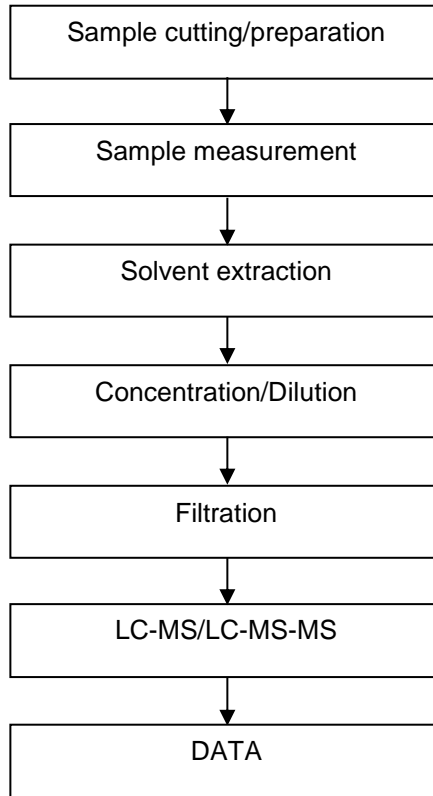 Sample cutting/preparation
Sample measurement
Solvent extraction
Concentration/Dilution
Filtration
LC-MS/LC-MS-MS
DATA